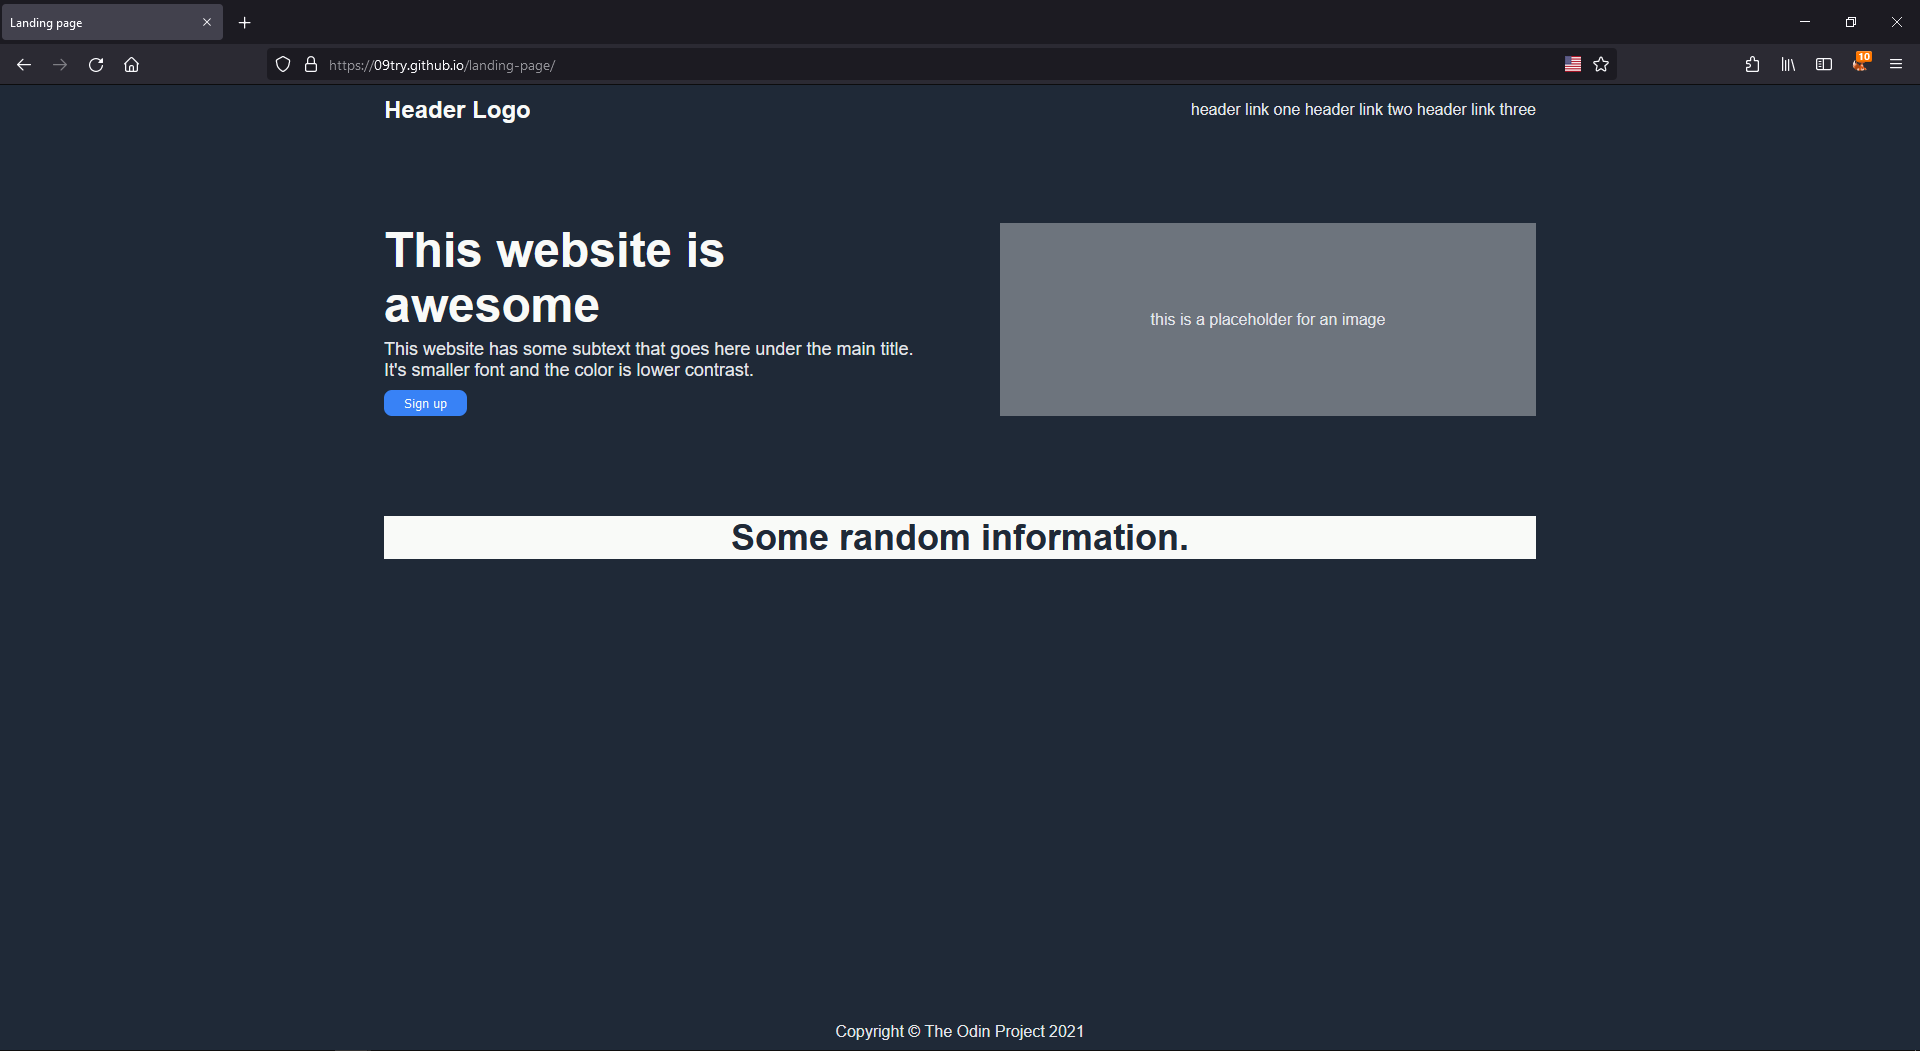 Landing page
https://09try.github.io/landing-page/
10
Header Logo
header link one header link two header link three
This website is
awesome
This website has some subtext that goes here under the main title.
It's smaller font and the color is lower contrast.
Sign up
this is a placeholder for an image
Some random information.
Copyright © The Odin Project 2021